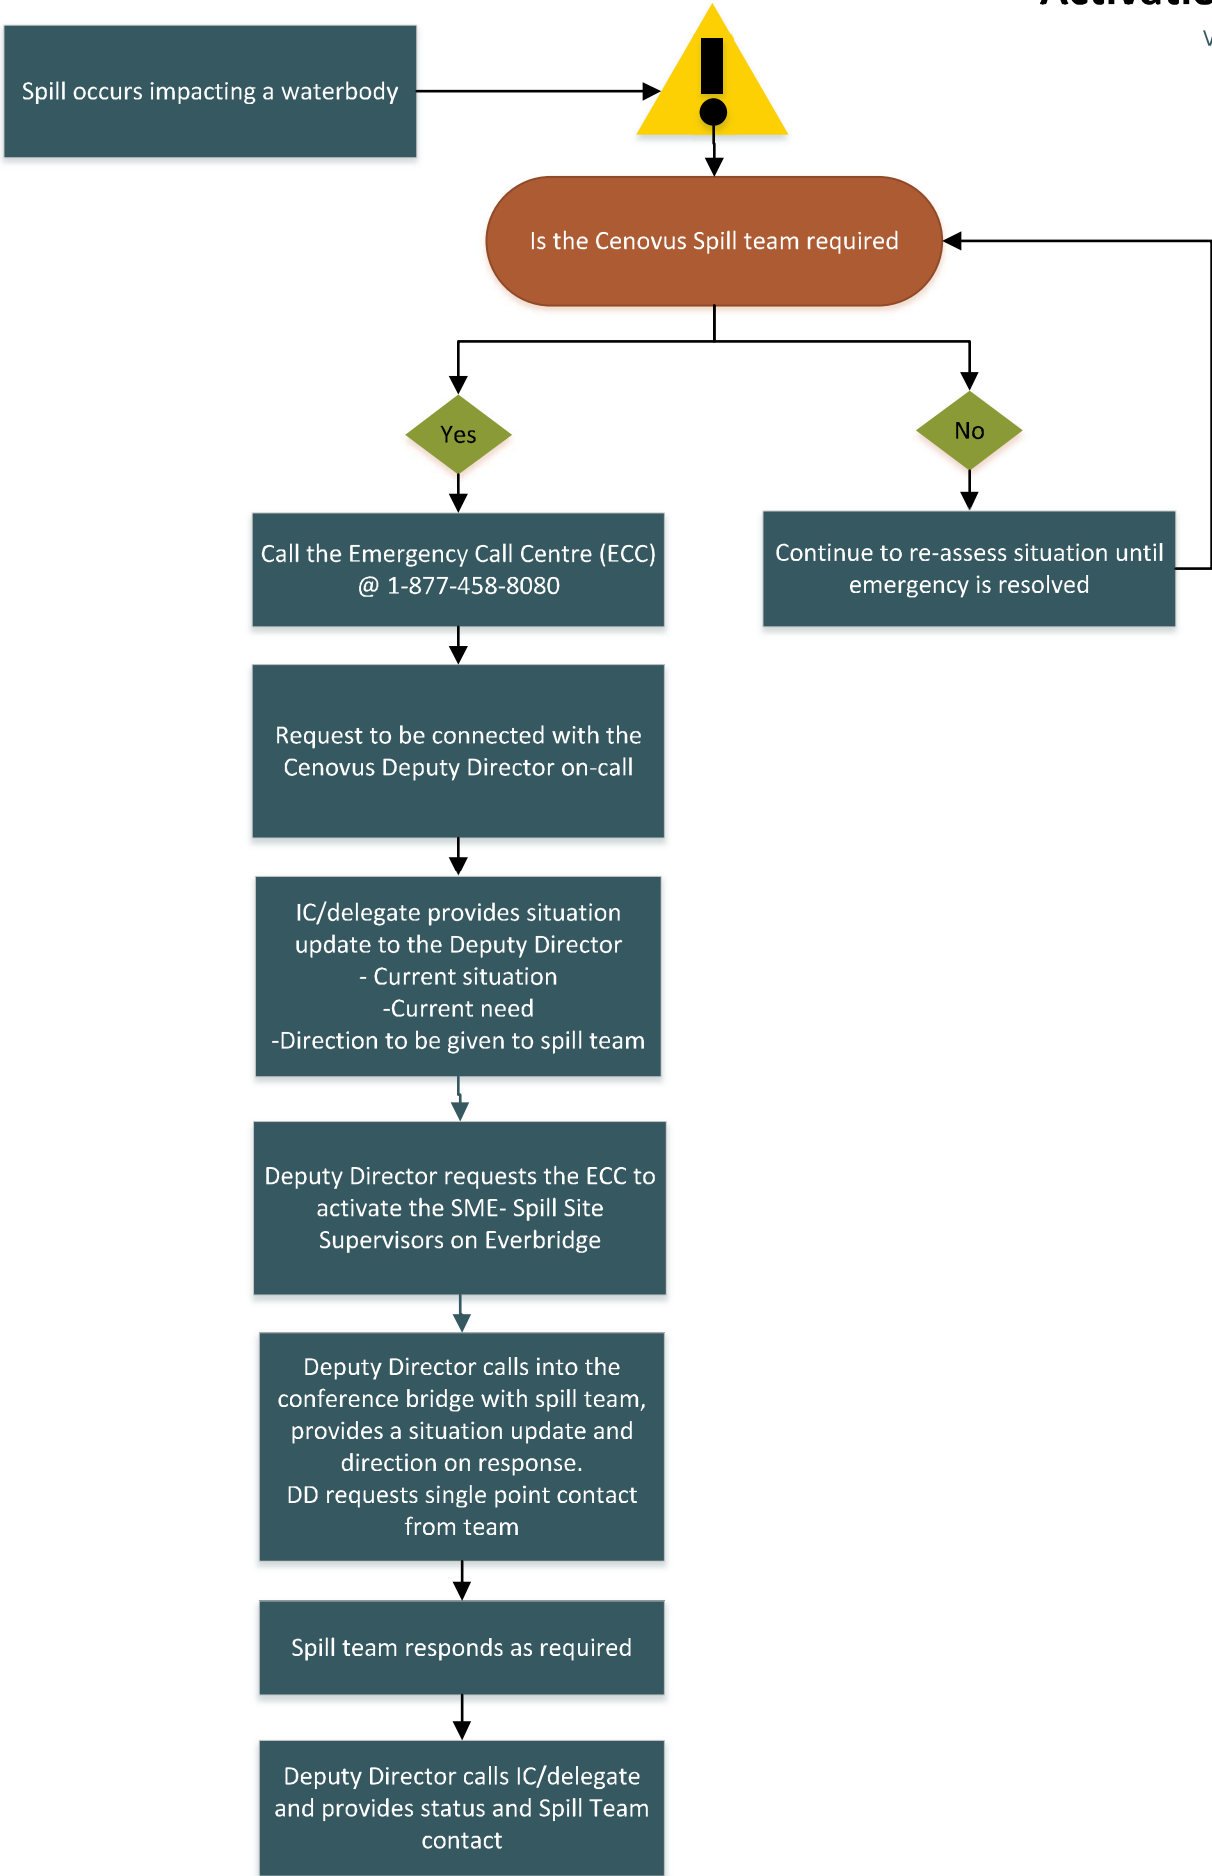 Spill occurs impacting a waterbody
Is the Cenovus Spill team required
Yes
No
Call the Emergency Call Centre (ECC)
@ 1-877-458-8080
Continue to re-assess situation until
emergency is resolved
Request to be connected with the
Cenovus Deputy Director on-call
IC/delegate provides situation
update to the Deputy Director
- Current situation
-Current need
-Direction to be given to spill team
Deputy Director requests the ECC to
activate the SME- Spill Site
Supervisors on Everbridge
Deputy Director calls into the
conference bridge with spill team,
provides a situation update and
direction on response.
DD requests single point contact
from team
Spill team responds as required
Deputy Director calls IC/delegate
and provides status and Spill Team
contact